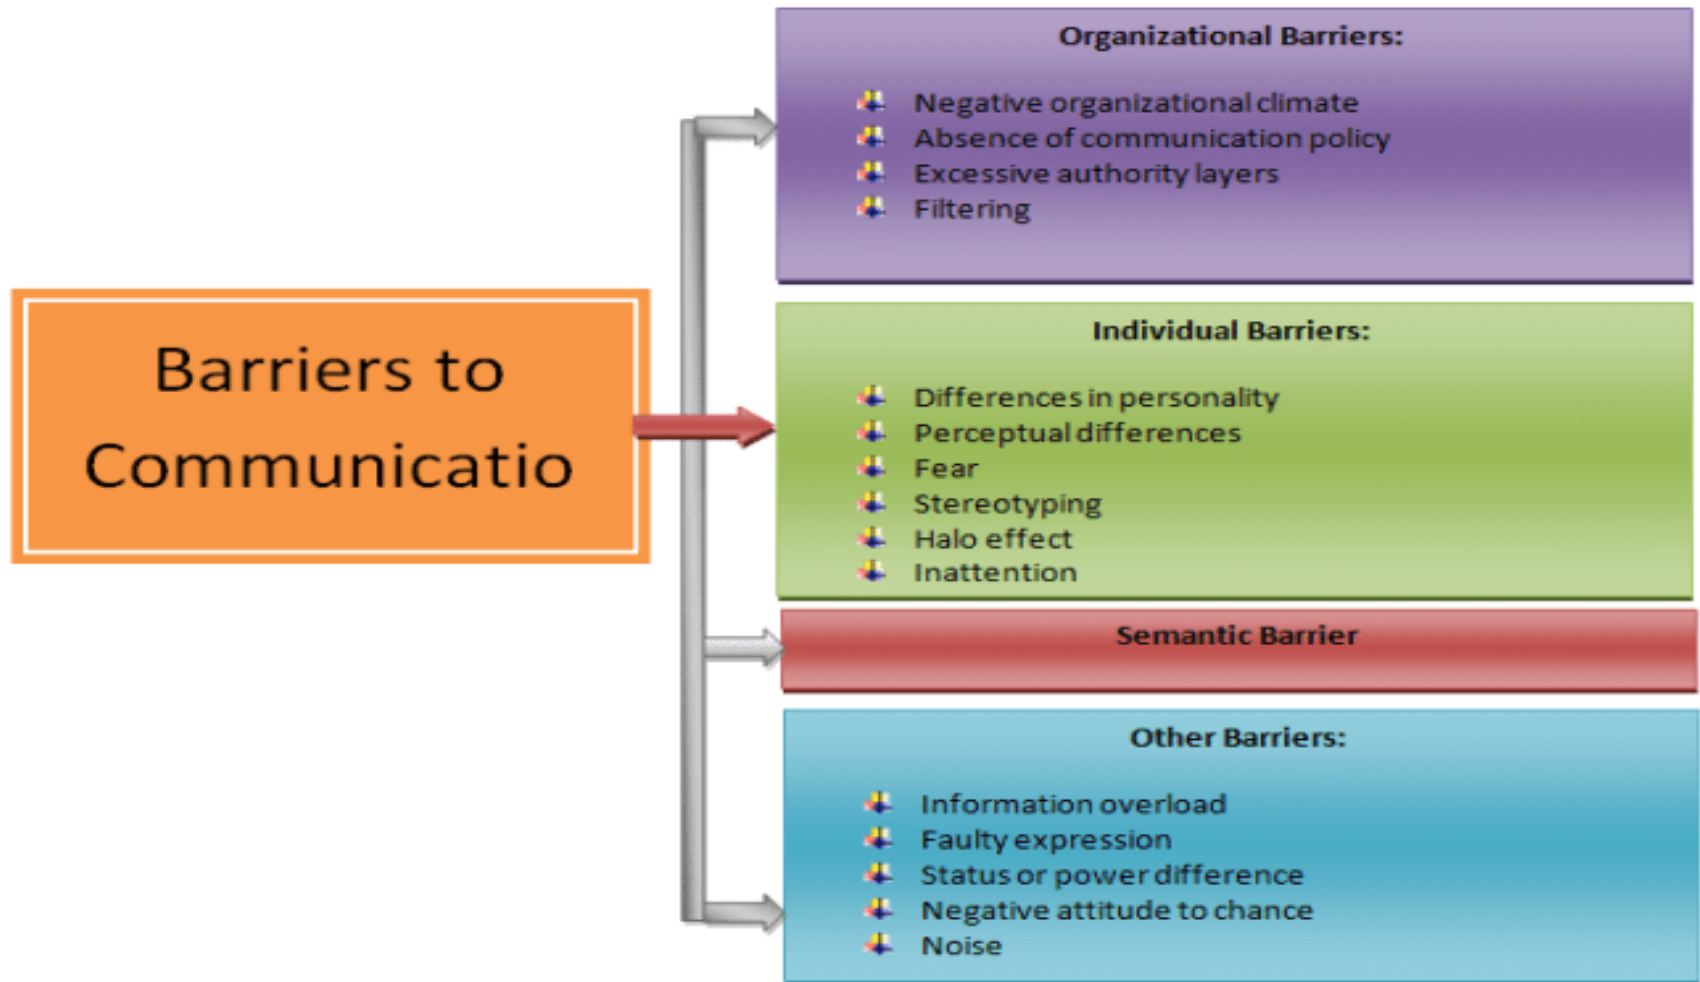 Barriers to
Communicatio
Organizational Barriers:
Negative organizational climate
Absence of communication policy
Excessive authority layers
Filtering
Individual Barriers:
Differences in personality
Perceptual differences
Fear
Stereotyping
Halo effect
Inattention
Semantic Barrier
Other Barriers:
Information overload
Faulty expression
Status or power difference
Negative attitude to chance
Noise